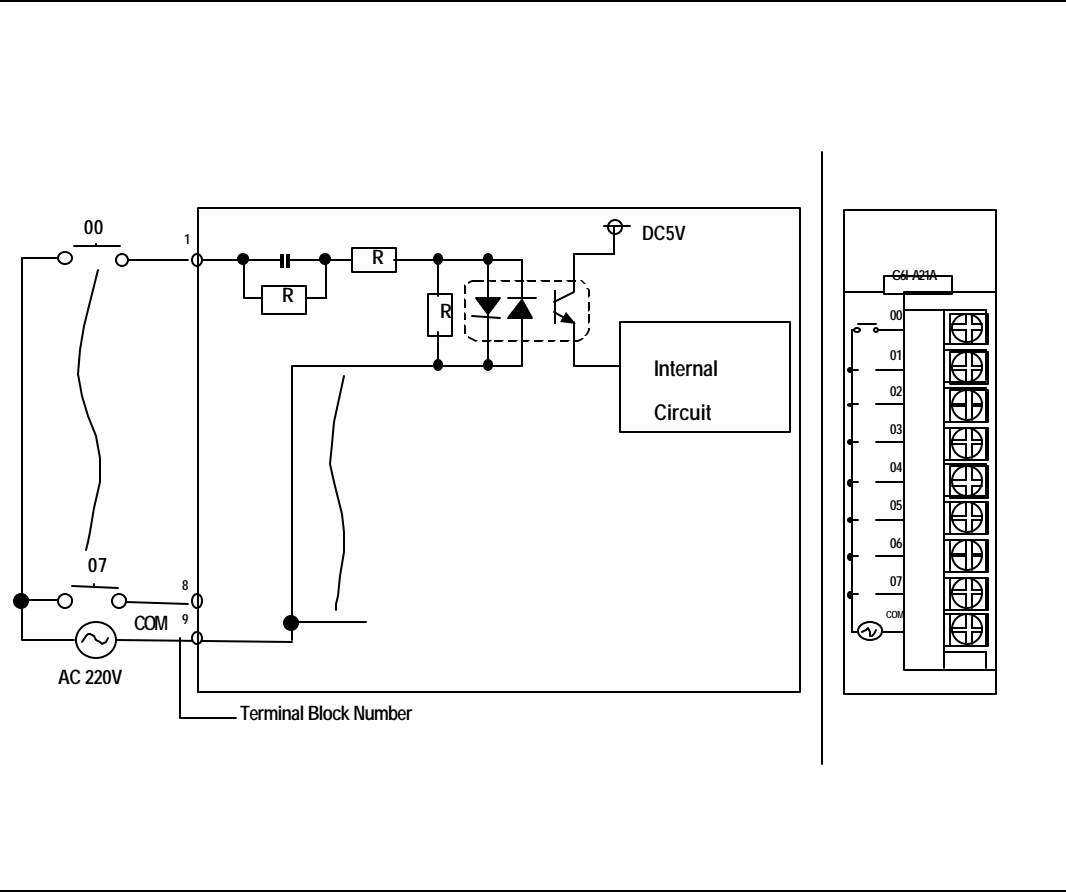 00
1
DC5V
R
R
R
Internal
Circuit
07
8
COM
9
AC 220V
Terminal Block Number
G6I-A21A
00
01
02
03
04
05
06
07
COM